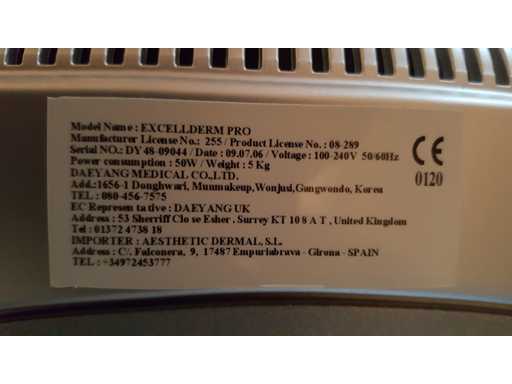 Model Name : EXCELLDERM PRO
Manufacturer License No.: 255 / Product License No. : 08-289
Serial NO.: DY48-09044 / Date : 09.07.06 / Voltage : 100-240V 50/60Hz
Power consumption : 50W / Weight : 5 Kg
DAEYANG MEDICAL CO.,LTD.
Add.:1656-1 Donghwari, Munmakeup,Wonjusi,Gangwondo, Korea
TEL : 080-456-7575
EC Represen tative : DAEYANG UK
Address : 53 Sherriff Clo se Esher , Surrey KT 10 8 A T , United Kingdom
Tel : 01372 4738 18
IMPORTER : AESTHETIC DERMAL, S.L.
Address : C/. Falconera, 9, 17487 Empuriabrava - Girona - SPAIN
TEL : +34972453777
CE
0120